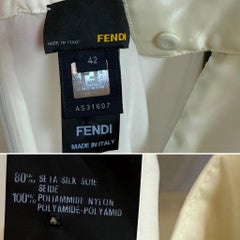 FENDI
MADE IN ITALY
42
AS31607
FENDI
MADE IN ITALY
80% SETA SILK SOIE
SEIDE
100% POLIAMMIDE NYLON
POLYAMIDE-POLYAMID